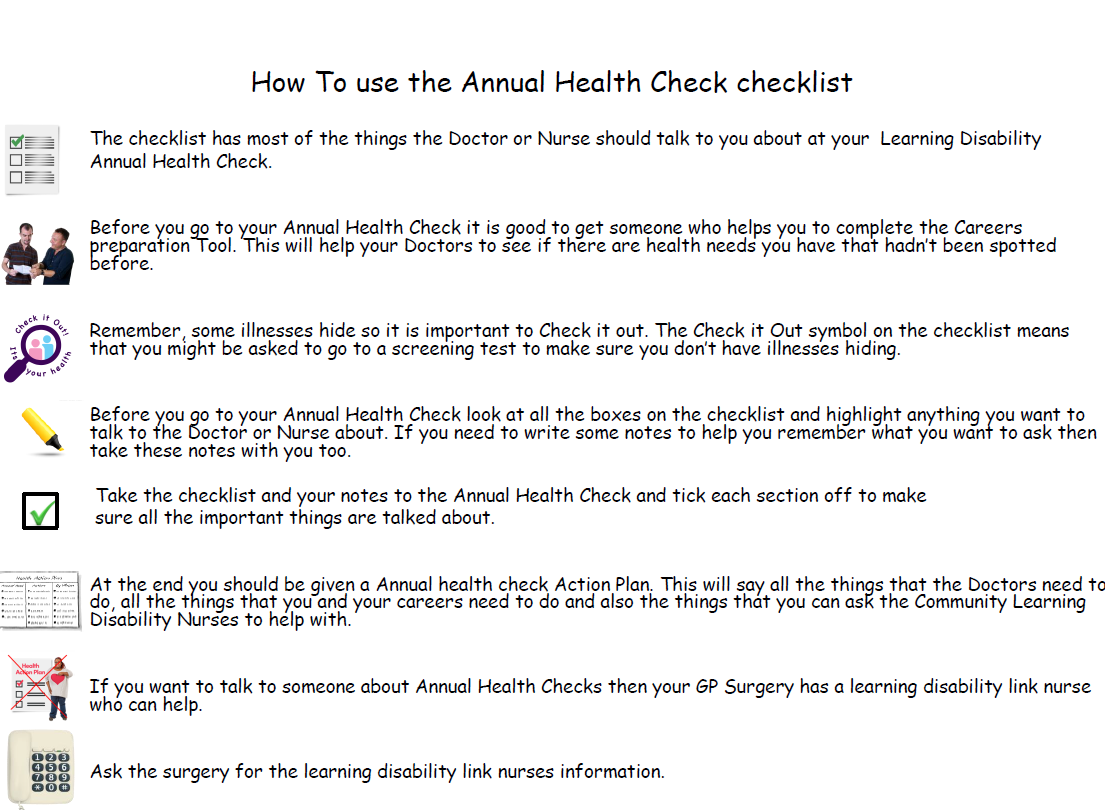 How To use the Annual Health Check checklist
The checklist has most of the things the Doctor or Nurse should talk to you about at your Learning Disability
Annual Health Check.
Before you go to your Annual Health Check it is good to get someone who helps you to complete the Careers
preparation Tool. This will help your Doctors to see if there are health needs you have that hadn't been spotted
before.
Check it Out!
Its your health
Remember, some illnesses hide so it is important to Check it out. The Check it Out symbol on the checklist means
that you might be asked to go to a screening test to make sure you don't have illnesses hiding.
Before you go to your Annual Health Check look at all the boxes on the checklist and highlight anything you want to
talk to the Doctor or Nurse about. If you need to write some notes to help you remember what you want to ask then
take these notes with you too.
Take the checklist and your notes to the Annual Health Check and tick each section off to make
sure all the important things are talked about.
Health Action Plan
At the end you should be given a Annual health check Action Plan. This will say all the things that the Doctors need to
do, all the things that you and your careers need to do and also the things that you can ask the Community Learning
Disability Nurses to help with.
Health
Action Plan
If you want to talk to someone about Annual Health Checks then your GP Surgery has a learning disability link nurse
who can help.
1 2 3
4 5 6
7 8 9
* 0 #
Ask the surgery for the learning disability link nurses information.